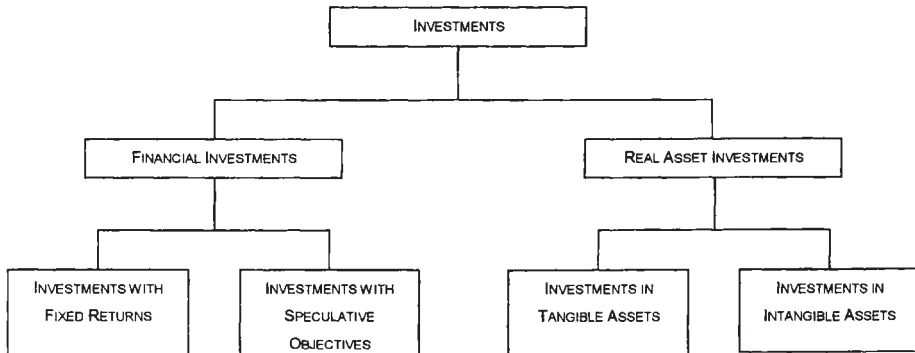 INVESTMENTS
FINANCIAL INVESTMENTS
REAL ASSET INVESTMENTS
INVESTMENTS WITH
FIXED RETURNS
INVESTMENTS WITH
SPECULATIVE
OBJECTIVES
INVESTMENTS IN
TANGIBLE ASSETS
INVESTMENTS IN
INTANGIBLE ASSETS